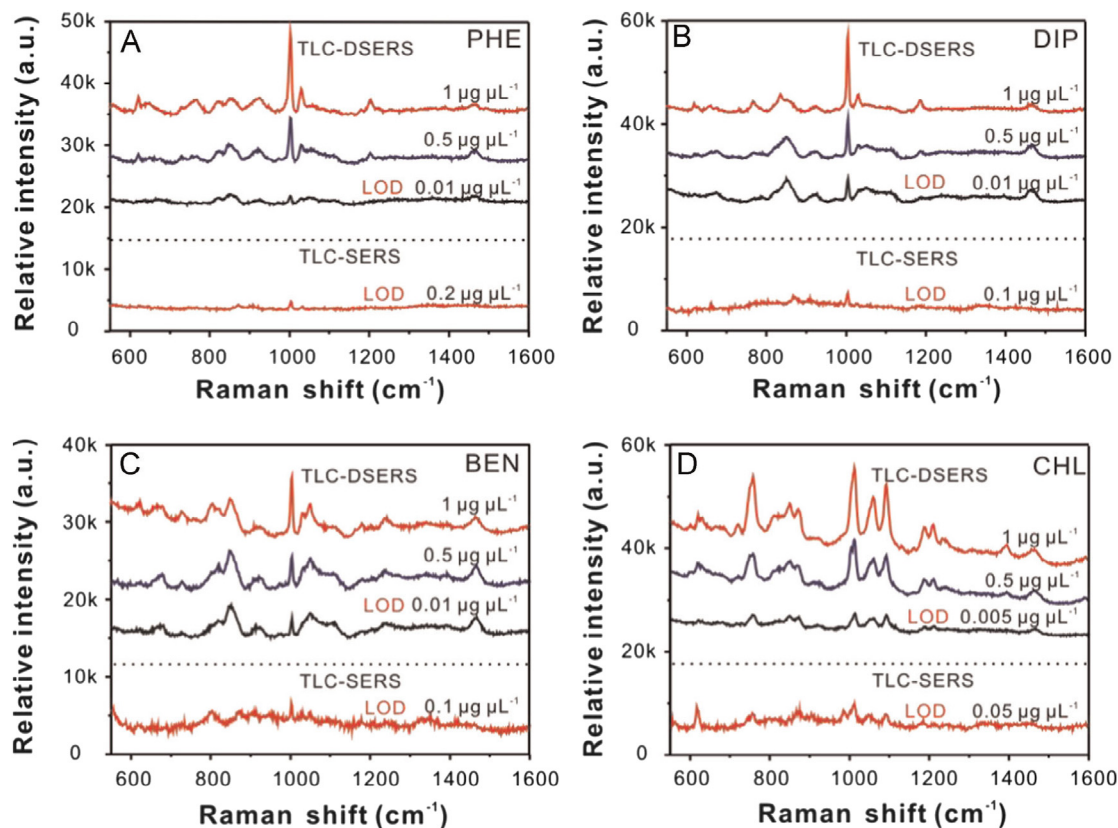 A
PHE
TLC-DSERS
1 µg µL⁻¹
0.5 µg µL⁻¹
LOD 0.01 µg µL⁻¹
TLC-SERS
LOD 0.2 µg µL⁻¹
50k
40k
30k
20k
10k
0
Relative intensity (a.u.)
600 800 1000 1200 1400 1600
Raman shift (cm⁻¹)
B
DIP
TLC-DSERS
1 µg µL⁻¹
0.5 µg µL⁻¹
LOD 0.01 µg µL⁻¹
TLC-SERS
LOD 0.1 µg µL⁻¹
60k
40k
20k
0
Relative intensity (a.u.)
600 800 1000 1200 1400 1600
Raman shift (cm⁻¹)
C
BEN
TLC-DSERS
1 µg µL⁻¹
0.5 µg µL⁻¹
LOD 0.01 µg µL⁻¹
TLC-SERS
LOD 0.1 µg µL⁻¹
40k
30k
20k
10k
0
Relative intensity (a.u.)
600 800 1000 1200 1400 1600
Raman shift (cm⁻¹)
D
CHL
TLC-DSERS
1 µg µL⁻¹
0.5 µg µL⁻¹
LOD 0.005 µg µL⁻¹
TLC-SERS
LOD 0.05 µg µL⁻¹
60k
40k
20k
0
Relative intensity (a.u.)
600 800 1000 1200 1400 1600
Raman shift (cm⁻¹)